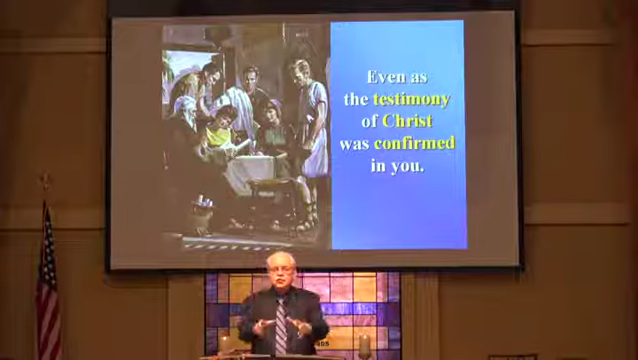 Even as
the testimony
of Christ
was confirmed
in you.